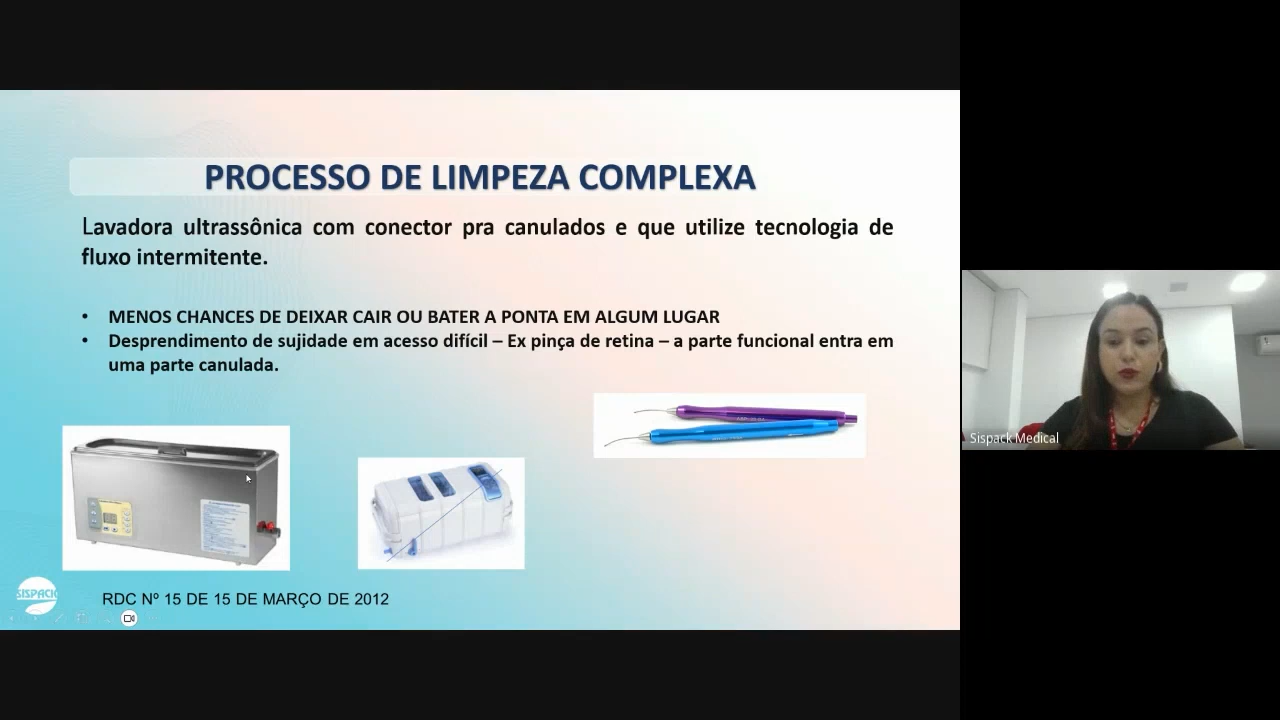 PROCESSO DE LIMPEZA COMPLEXA
Lavadora ultrassônica com conector pra canulados e que utilize tecnologia de
fluxo intermitente.
• MENOS CHANCES DE DEIXAR CAIR OU BATER A PONTA EM ALGUM LUGAR
• Desprendimento de sujidade em acesso difícil – Ex pinça de retina – a parte funcional entra em
uma parte canulada.
Sispack Medical
SISPACK
RDC Nº 15 DE 15 DE MARÇO DE 2012